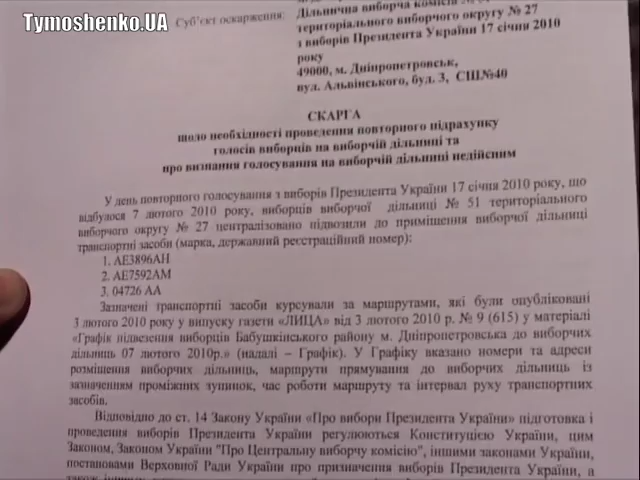 Tymoshenko.UA
Суб'єкт оскарження:
Дільнична виборча комісія №
територіального виборчого округу № 27
з виборів Президента України 17 січня 2010
року
49000, м. Дніпропетровськ,
вул. Альвінського, буд. 3, СШ№40
СКАРГА
щодо необхідності проведення повторного підрахунку
голосів виборців на виборчій дільниці та
про визнання голосування на виборчій дільниці недійсним
У день повторного голосування з виборів Президента України 17 січня 2010 року, що
відбулося 7 лютого 2010 року, виборців виборчої дільниці № 51 територіального
виборчого округу № 27 централізовано підвозили до приміщення виборчої дільниці
транспортні засоби (марка, державний реєстраційний номер):
1. АЕ3896АН
2. АЕ7592АМ
3. 04726 АА
Зазначені транспортні засоби курсували за маршрутами, які були опубліковані
3 лютого 2010 року у випуску газети «ЛИЦА» від 3 лютого 2010 р. № 9 (615) у матеріалі
«Графік підвезення виборців Бабушкінського району м. Дніпропетровська до виборчих
дільниць 07 лютого 2010р.» (надалі – Графік). У Графіку вказано номери та адреси
розміщення виборчих дільниць, маршрути прямування до виборчих дільниць із
зазначенням проміжних зупинок, час роботи маршруту та інтервал руху транспортних
засобів.
Відповідно до ст. 14 Закону України «Про вибори Президента України» підготовка і
проведення виборів Президента України регулюються Конституцією України, цим
Законом, Законом України "Про Центральну виборчу комісію", іншими законами України,
постановами Верховної Ради України про призначення виборів Президента України, а